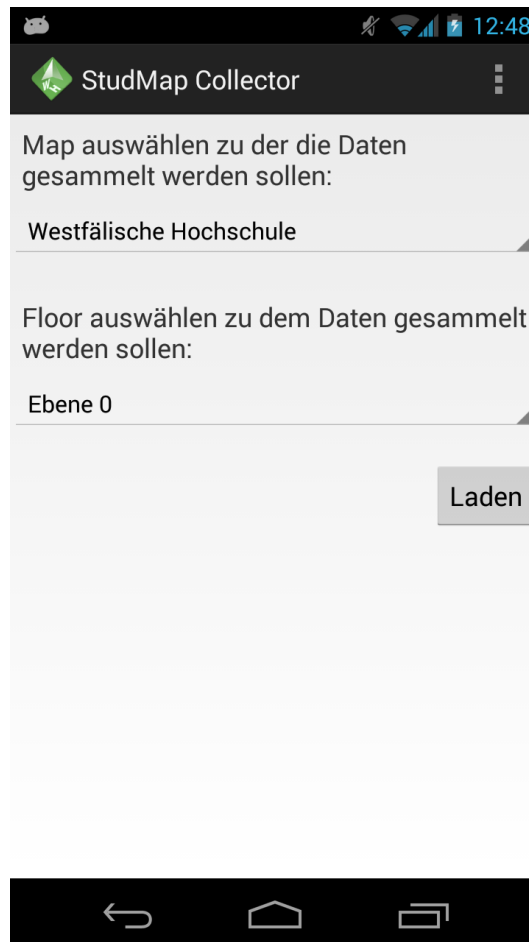 12:48
StudMap Collector
Map auswählen zu der die Daten
gesammelt werden sollen:
Westfälische Hochschule
Floor auswählen zu dem Daten gesammelt
werden sollen:
Ebene 0
Laden